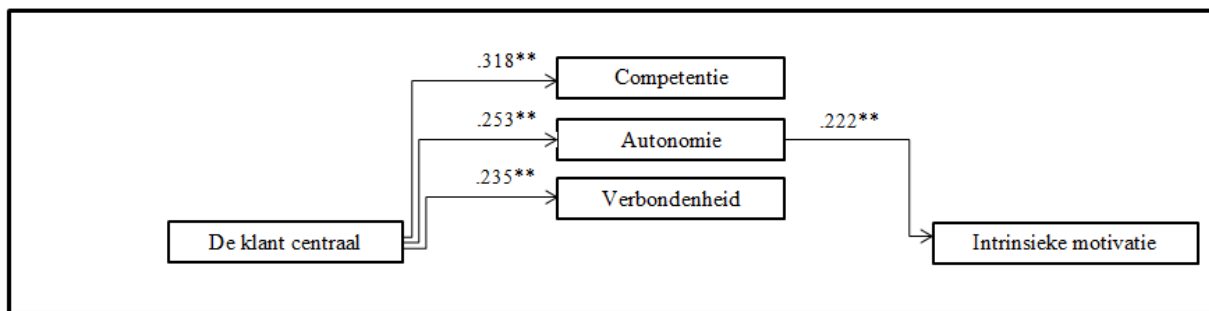 .318**
Competentie
.253**
Autonomie
.222**
.235**
Verbondenheid
De klant centraal
Intrinsieke motivatie